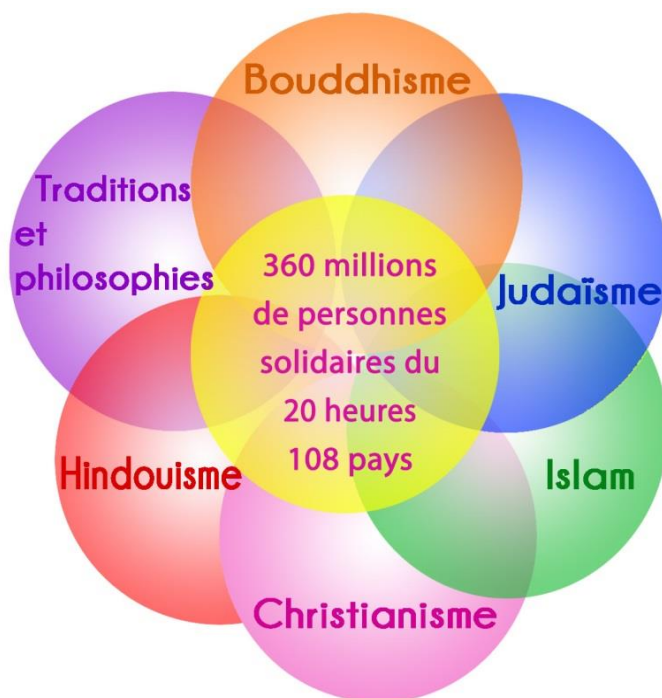 Bouddhisme
Traditions
et
philosophies
360 millions
de personnes
solidaires du
20 heures
108 pays
Judaïsme
Hindouisme
Islam
Christianisme